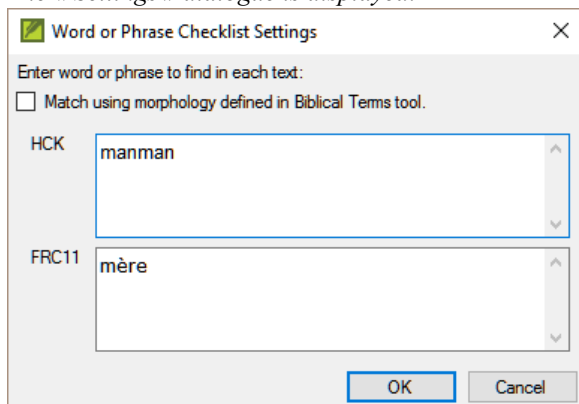 Word or Phrase Checklist Settings
Enter word or phrase to find in each text:
Match using morphology defined in Biblical Terms tool.
HCK
manman
FRC11
mère
OK Cancel